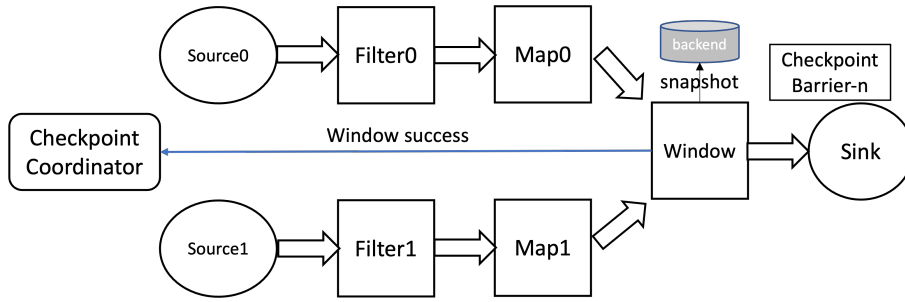 Source0
Filter0
Map0
backend
snapshot
Checkpoint
Barrier-n
Checkpoint
Coordinator
Window success
Window
Sink
Source1
Filter1
Map1